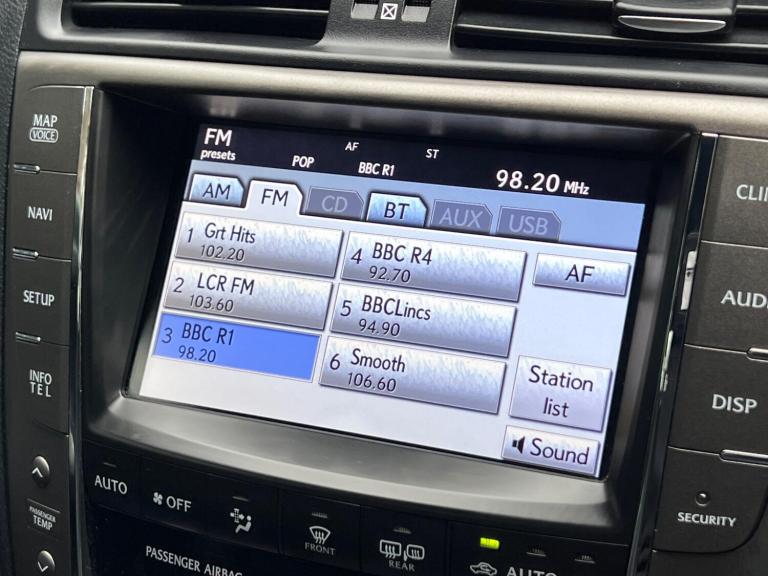 MAP
VOICE
NAVI
SETUP
INFO
TEL
PASSENGER
TEMP
FM
presets
AF
ST
POP
BBC R1
98.20 MHz
AM
FM
CD
BT
AUX
USB
1 Grt Hits
102.20
2 LCR FM
103.60
3 BBC R1
98.20
4 BBC R4
92.70
5 BBCLincs
94.90
6 Smooth
106.60
AF
Station
list
Sound
CLI
AUD
DISP
SECURITY
AUTO
OFF
FRONT
REAR
AUTO
PASSENGER AIRBAG